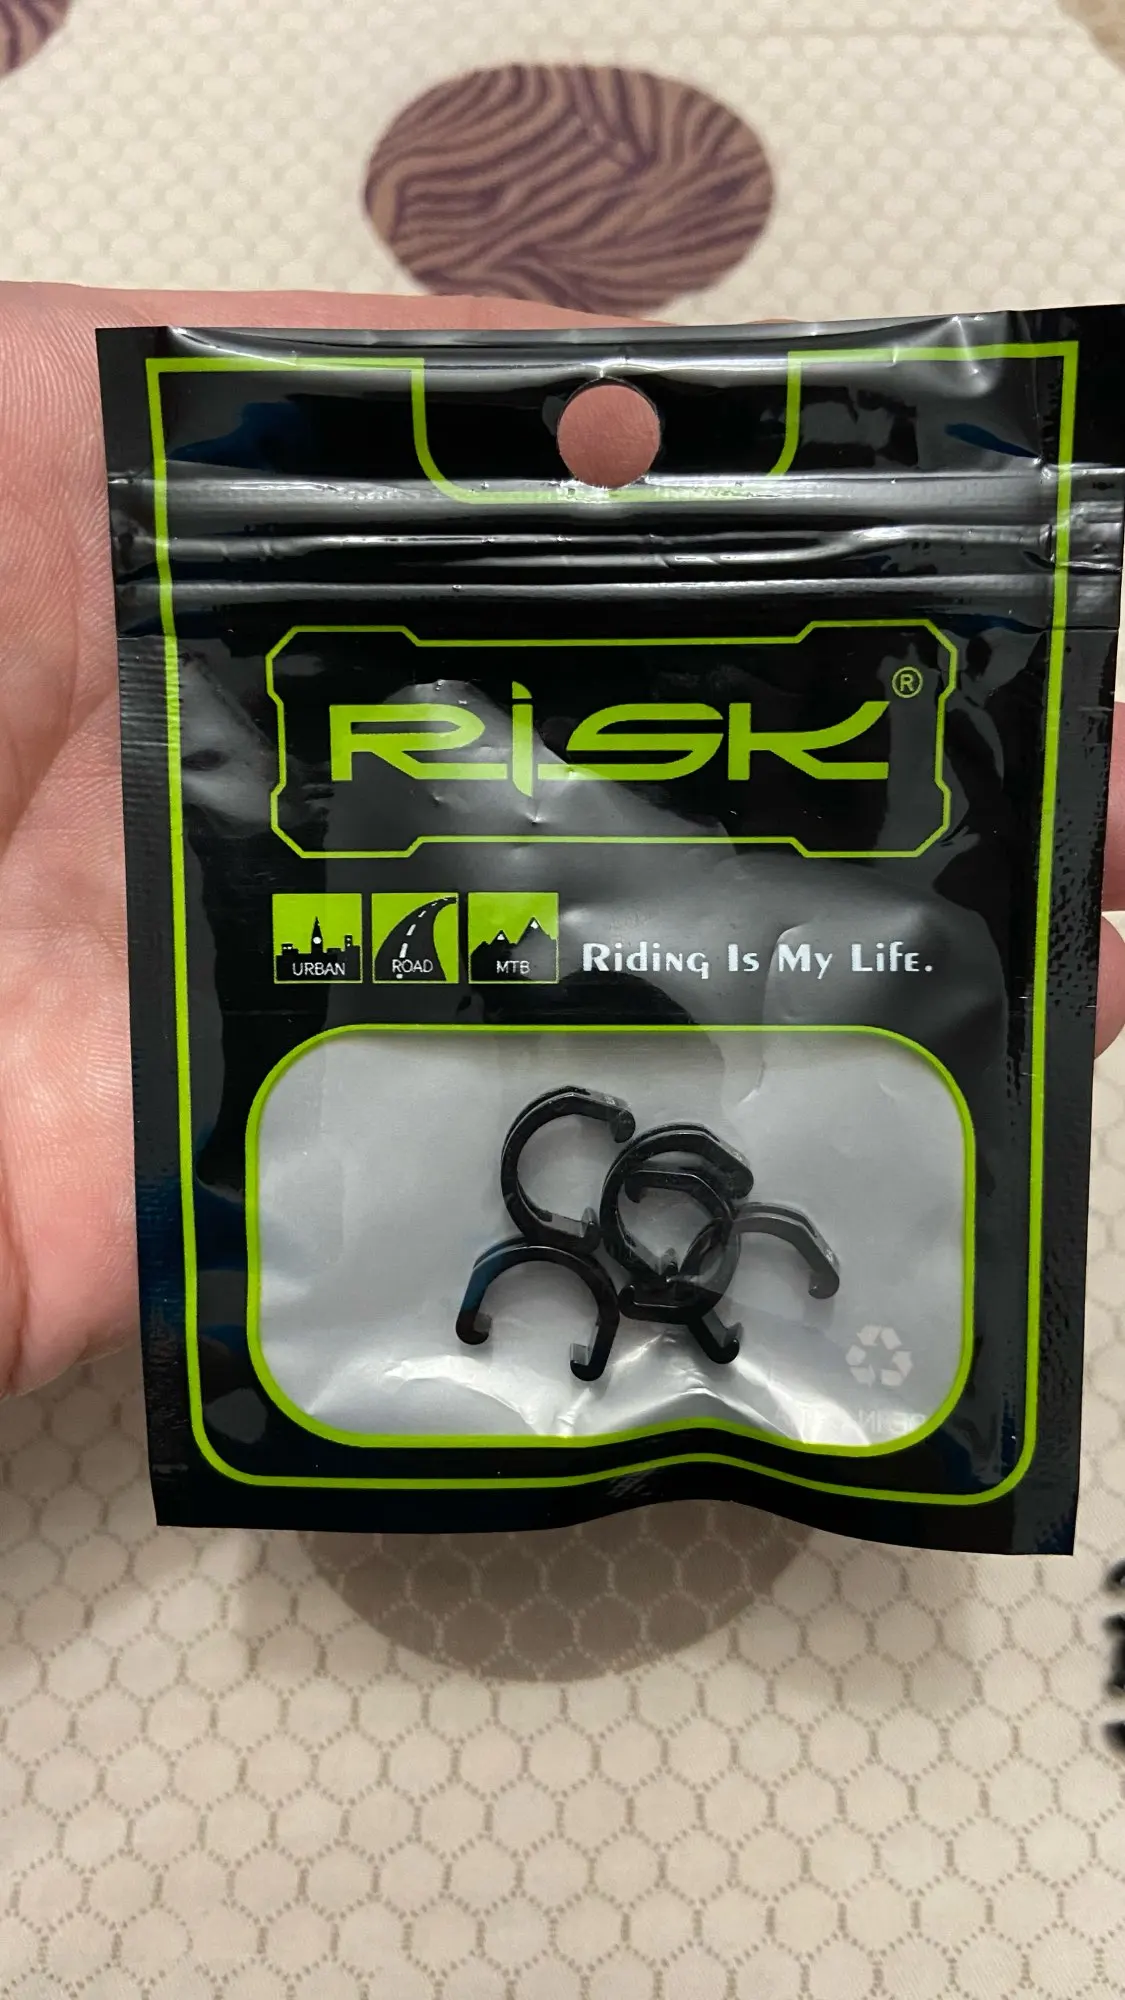 RiSK®
URBAN ROAD MTB Riding Is My Life.